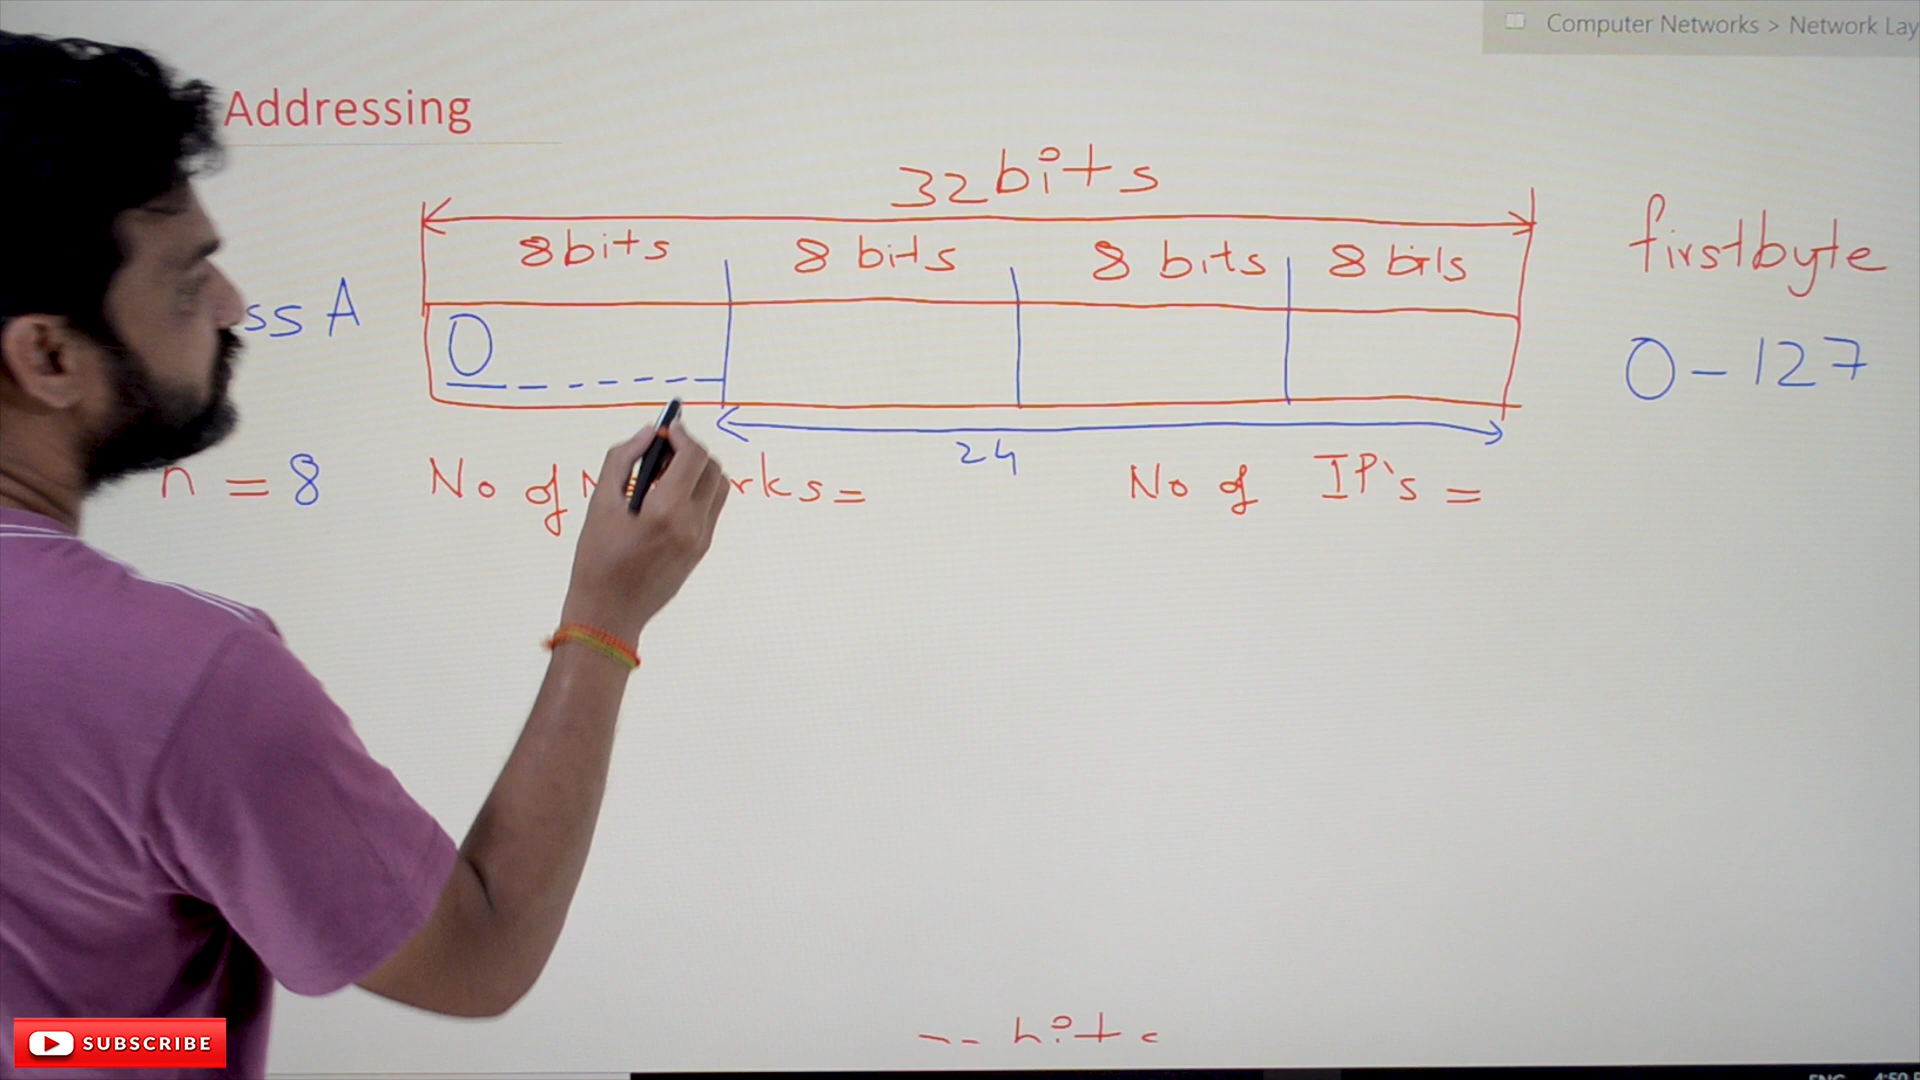 Computer Networks > Network Lay
Addressing
32bits
8bits 8 bits 8 bits 8 bits
firstbyte
ss A
0
0-127
24
n = 8
No of = No of IP's =
SUBSCRIBE